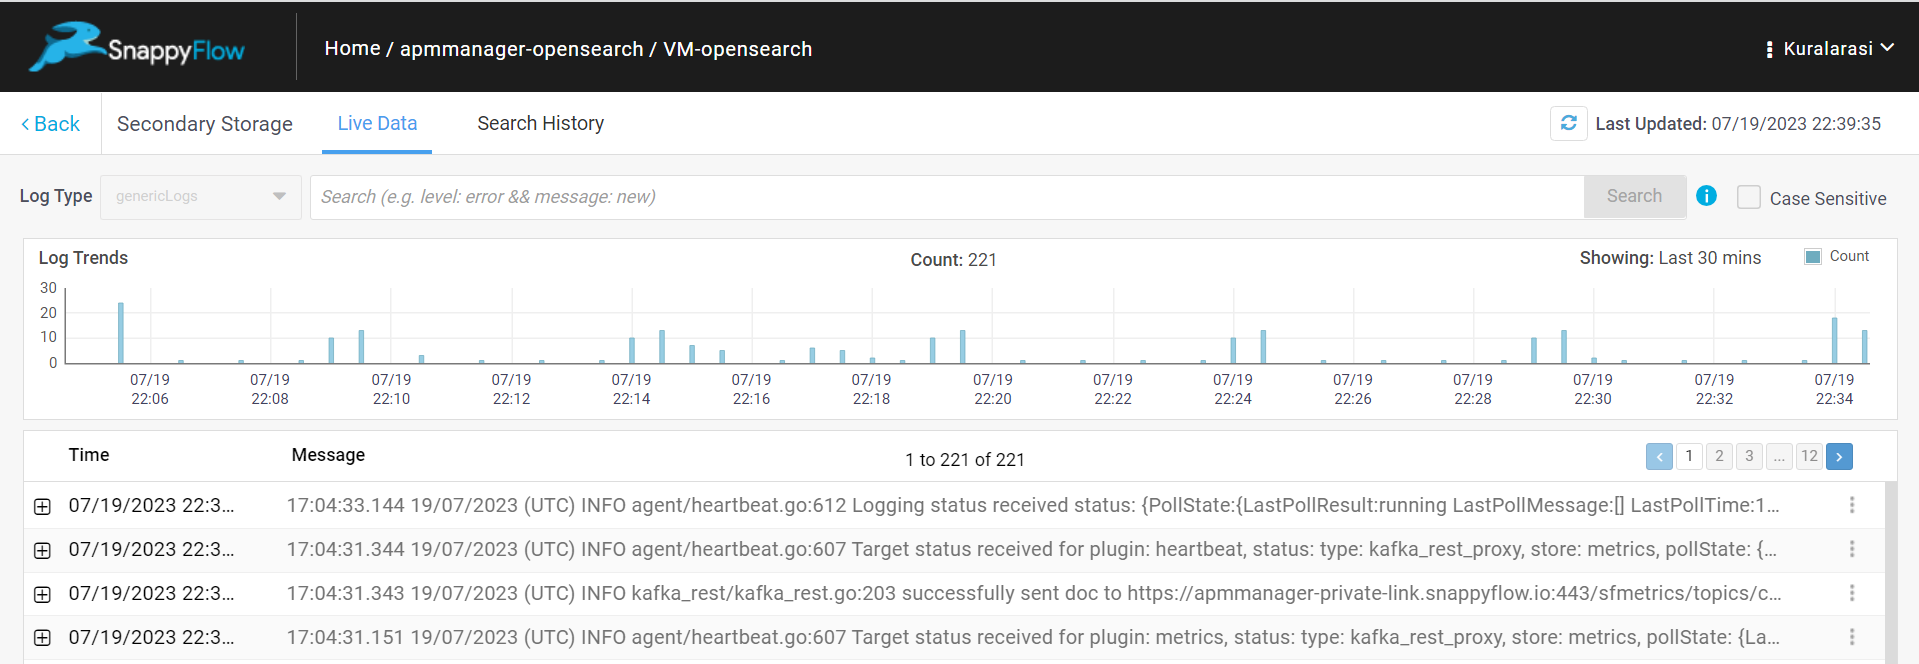 SnappyFlow
Home / apmmanager-opensearch / VM-opensearch
Kuralarasi
Back
Secondary Storage
Live Data
Search History
Last Updated: 07/19/2023 22:39:35
Log Type
genericLogs
Search (e.g. level: error && message: new)
Search
Case Sensitive
Log Trends
Count: 221
Showing: Last 30 mins
Count
30
20
10
0
07/19 22:06
07/19 22:08
07/19 22:10
07/19 22:12
07/19 22:14
07/19 22:16
07/19 22:18
07/19 22:20
07/19 22:22
07/19 22:24
07/19 22:26
07/19 22:28
07/19 22:30
07/19 22:32
07/19 22:34
Time
Message
1 to 221 of 221
< 1 2 3 ... 12 >
07/19/2023 22:3... 17:04:33.144 19/07/2023 (UTC) INFO agent/heartbeat.go:612 Logging status received status: {PollState:{LastPollResult:running LastPollMessage:[] LastPollTime:1...
07/19/2023 22:3... 17:04:31.344 19/07/2023 (UTC) INFO agent/heartbeat.go:607 Target status received for plugin: heartbeat, status: type: kafka_rest_proxy, store: metrics, pollState: {...
07/19/2023 22:3... 17:04:31.343 19/07/2023 (UTC) INFO kafka_rest/kafka_rest.go:203 successfully sent doc to https://apmmanager-private-link.snappyflow.io:443/sfmetrics/topics/c...
07/19/2023 22:3... 17:04:31.151 19/07/2023 (UTC) INFO agent/heartbeat.go:607 Target status received for plugin: metrics, status: type: kafka_rest_proxy, store: metrics, pollState: {La...